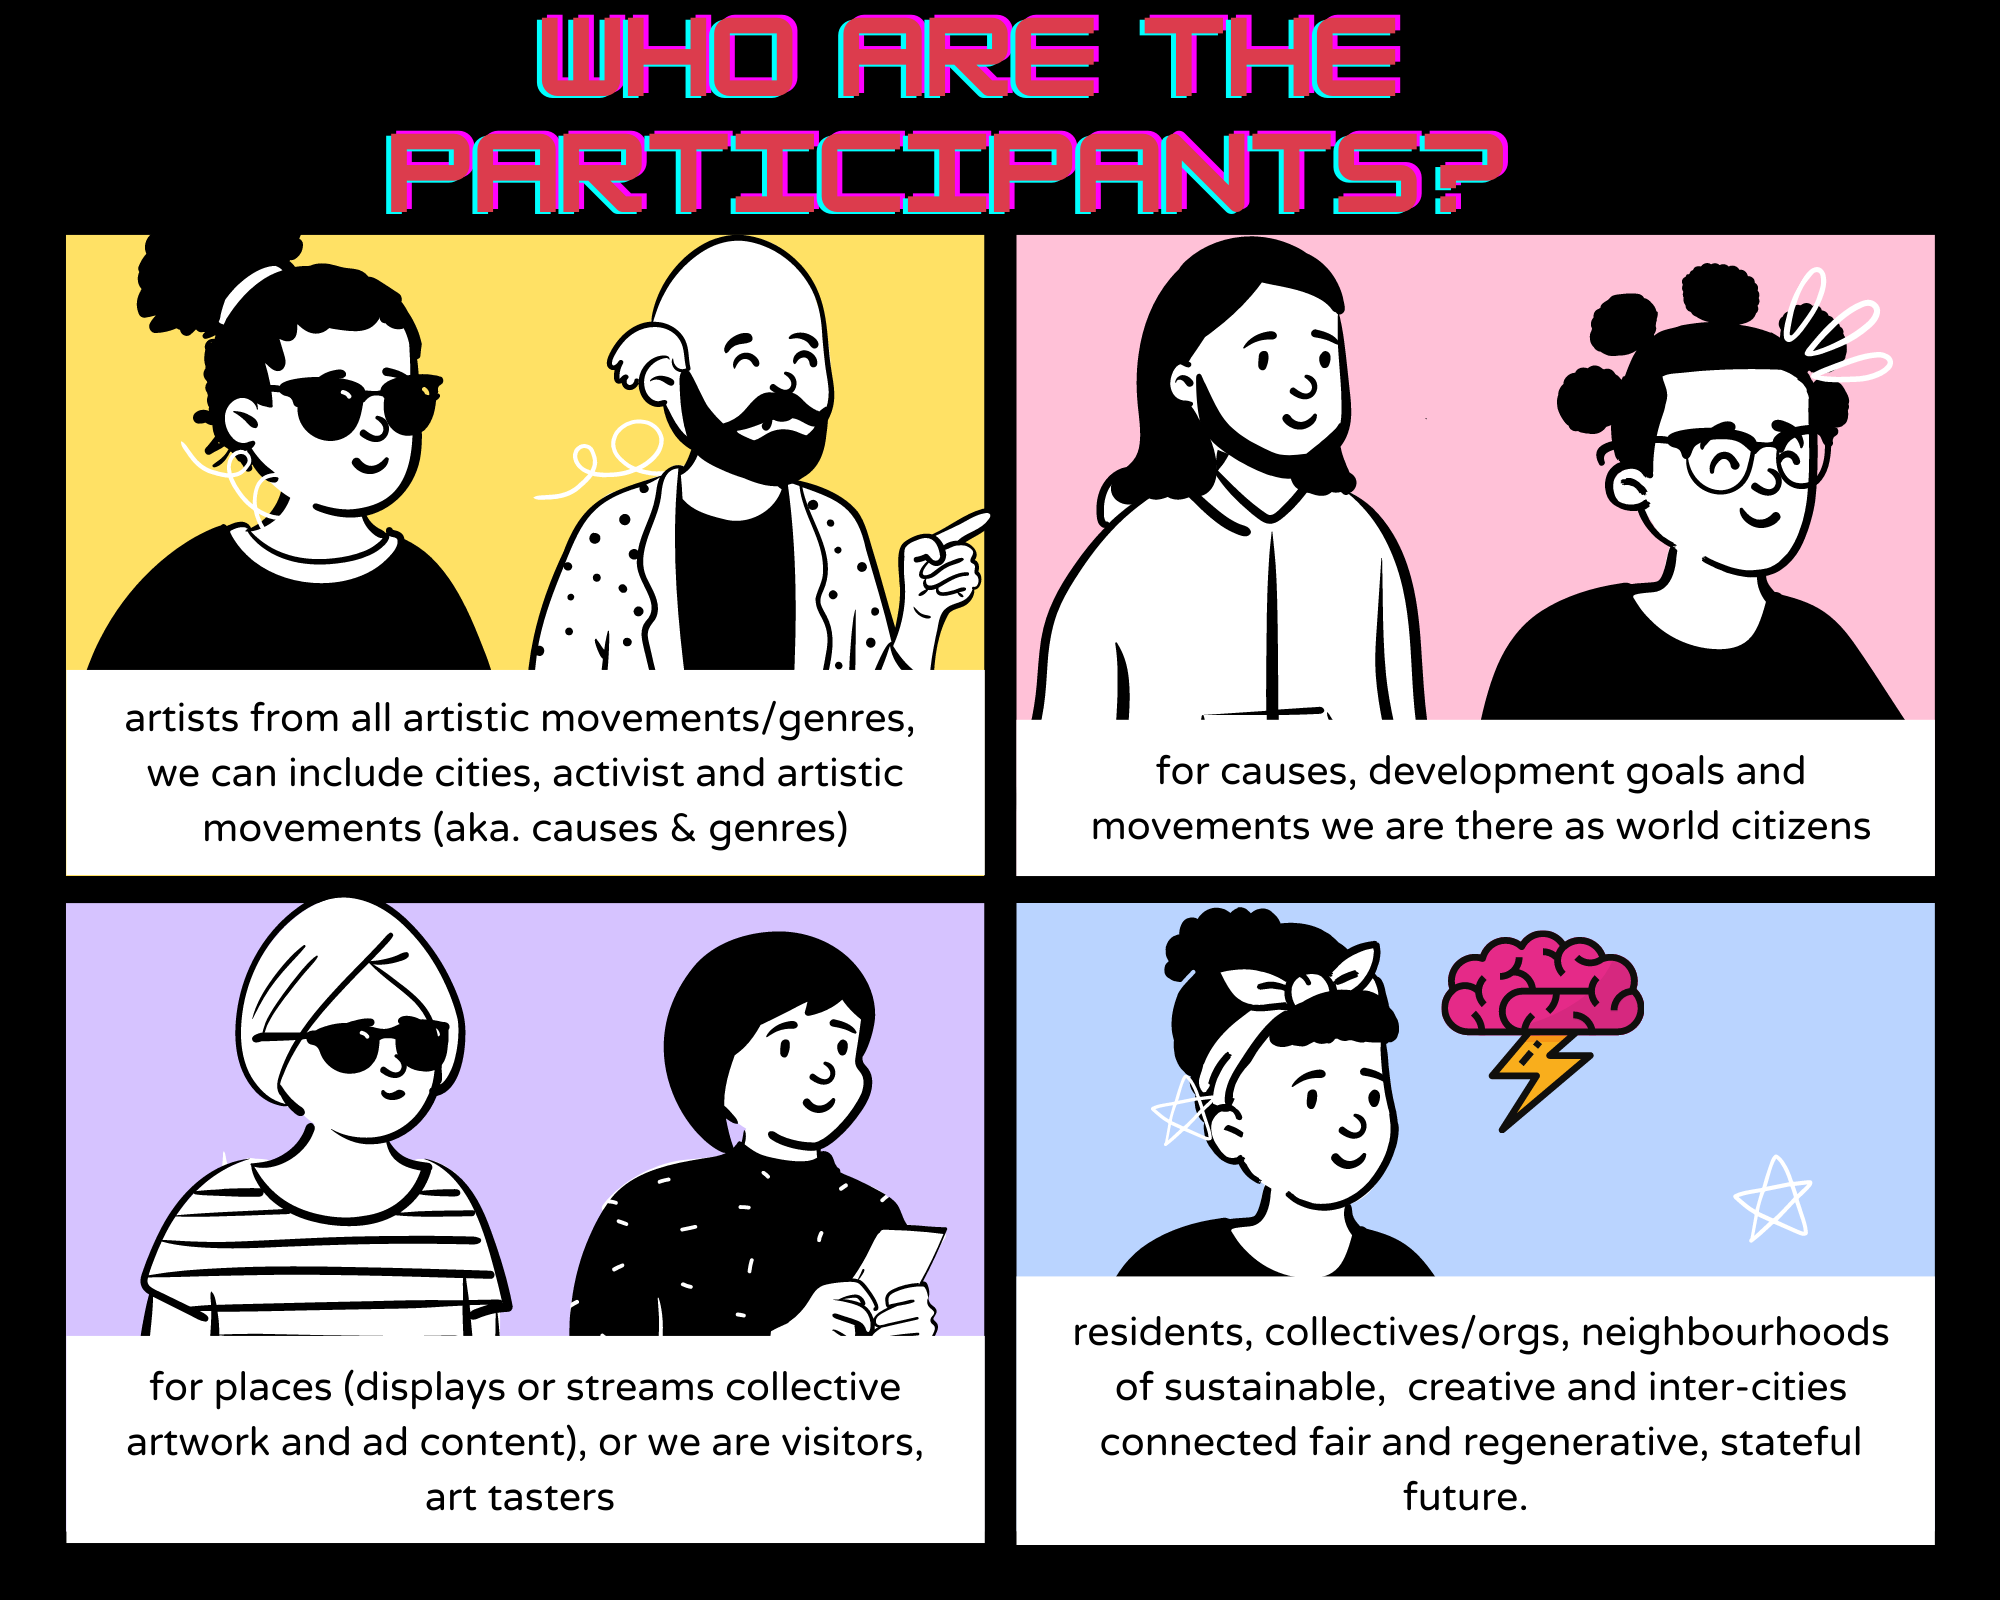 WHO ARE THE
PARTICIPANTS?
artists from all artistic movements/genres,
we can include cities, activist and artistic
movements (aka. causes & genres)
for causes, development goals and
movements we are there as world citizens
for places (displays or streams collective
artwork and ad content), or we are visitors,
art tasters
residents, collectives/orgs, neighbourhoods
of sustainable,  creative and inter-cities
connected fair and regenerative, stateful
future.